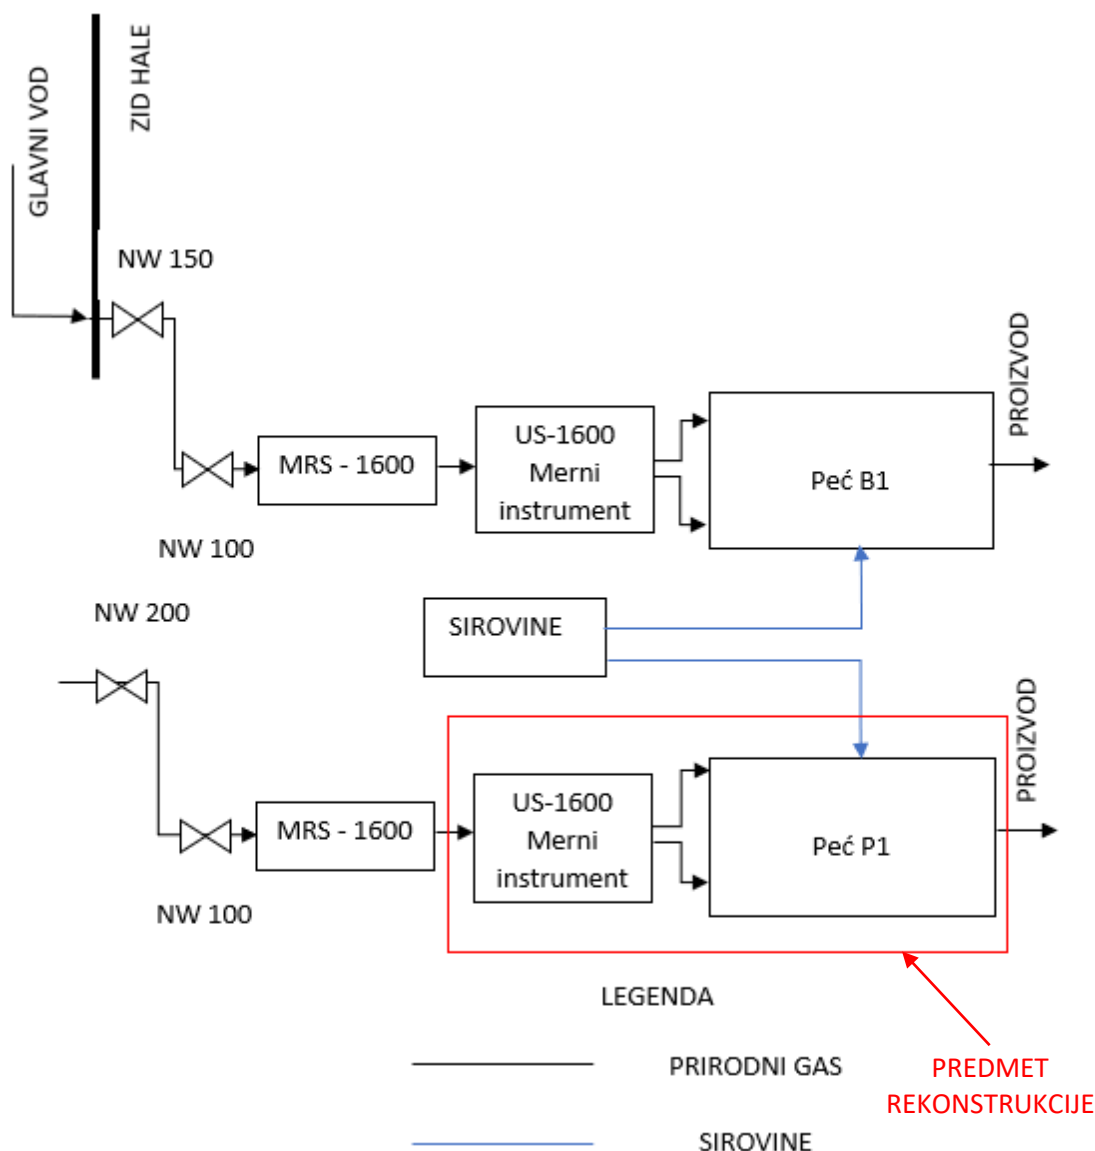 GLAVNI VOD
ZID HALE
NW 150
PROIZVOD
MRS - 1600
US-1600
Merni
instrument
Peć B1
NW 100
NW 200
SIROVINE
PROIZVOD
MRS - 1600
US-1600
Merni
instrument
Peć P1
NW 100
LEGENDA
PRIRODNI GAS
PREDMET
REKONSTRUKCIJE
SIROVINE